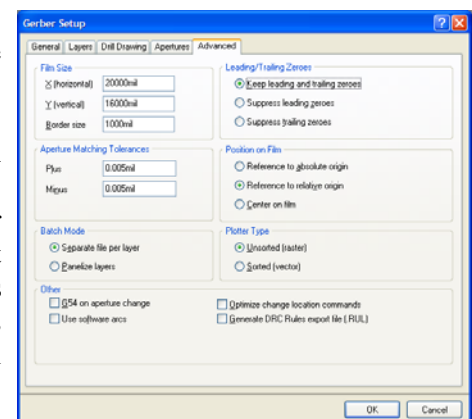 Gerber Setup
General Layers Drill Drawing Apertures Advanced
Film Size
X (horizontal) 20000mil
Y (vertical) 16000mil
Border size 1000mil
Leading/Trailing Zeroes
Keep leading and trailing zeroes
Suppress leading zeroes
Suppress trailing zeroes
Aperture Matching Tolerances
Plus 0.005mil
Minus 0.005mil
Position on Film
Reference to absolute origin
Reference to relative origin
Center on film
Batch Mode
Separate file per layer
Panelize layers
Plotter Type
Unsorted (raster)
Sorted (vector)
Other
G54 on aperture change
Use software arcs
Optimize change location commands
Generate DRC Rules export file (.RUL)
OK Cancel